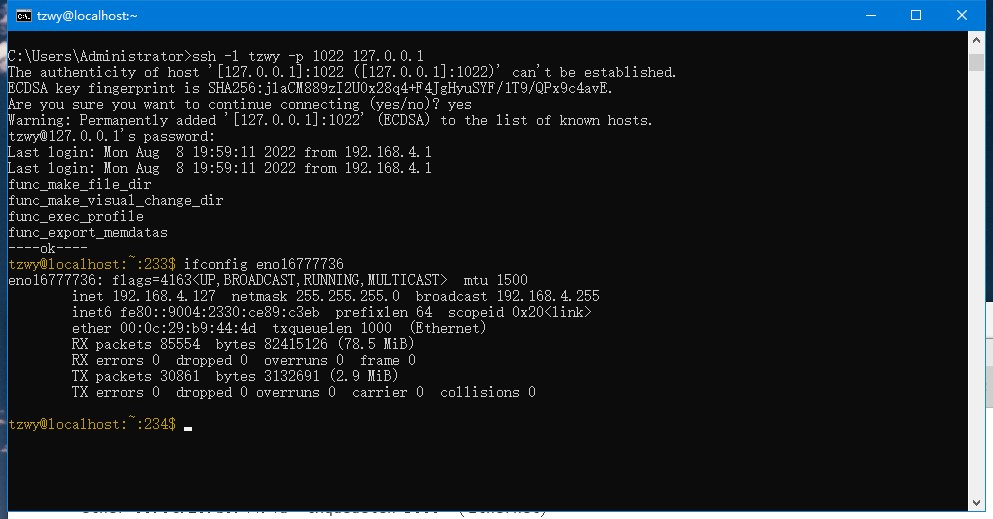 tzwy@localhost:~
C:\Users\Administrator>ssh -l tzwy -p 1022 127.0.0.1
The authenticity of host '[127.0.0.1]:1022 ([127.0.0.1]:1022)' can't be established.
ECDSA key fingerprint is SHA256:j1aCM889zI2U0x28q4+F4JgHyuSYF/1T9/QPx9c4avE.
Are you sure you want to continue connecting (yes/no)? yes
Warning: Permanently added '[127.0.0.1]:1022' (ECDSA) to the list of known hosts.
tzwy@127.0.0.1's password:
Last login: Mon Aug  8 19:59:11 2022 from 192.168.4.1
Last login: Mon Aug  8 19:59:11 2022 from 192.168.4.1
func_make_file_dir
func_make_visual_change_dir
func_exec_profile
func_export_memdatas
----ok----
tzwy@localhost:~:233$ ifconfig eno16777736
eno16777736: flags=4163<UP,BROADCAST,RUNNING,MULTICAST>  mtu 1500
        inet 192.168.4.127  netmask 255.255.255.0  broadcast 192.168.4.255
        inet6 fe80::9004:2330:ce89:c3eb  prefixlen 64  scopeid 0x20<link>
        ether 00:0c:29:b9:44:4d  txqueuelen 1000  (Ethernet)
        RX packets 85554  bytes 82415126 (78.5 MiB)
        RX errors 0  dropped 0  overruns 0  frame 0
        TX packets 30861  bytes 3132691 (2.9 MiB)
        TX errors 0  dropped 0 overruns 0  carrier 0  collisions 0
tzwy@localhost:~:234$